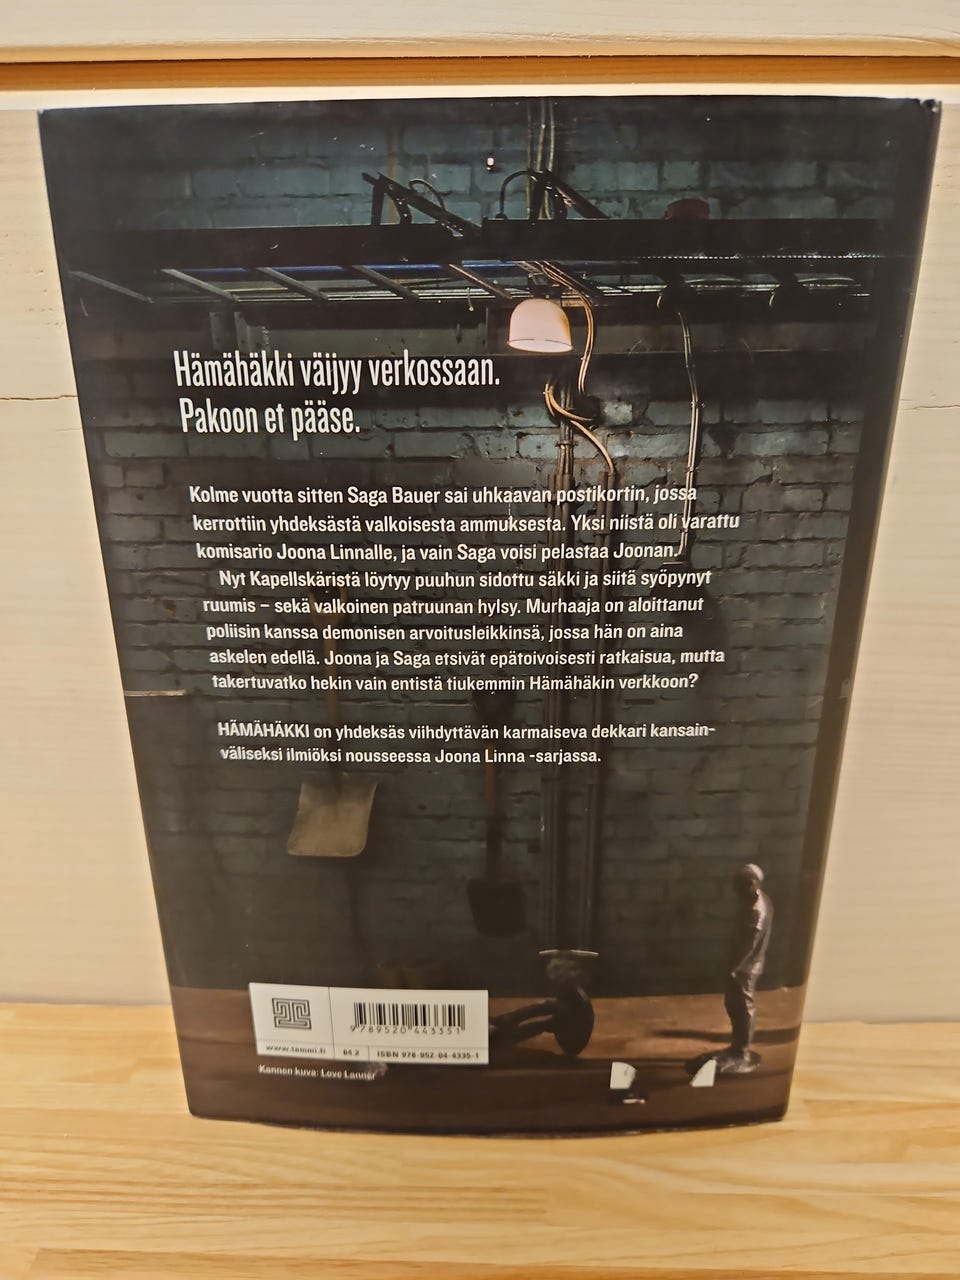 Hämähäkki väijyy verkossaan.
Pakoon et pääse.
Kolme vuotta sitten Saga Bauer sai uhkaavan postikortin, jossa
kerrottiin yhdeksästä valkoisesta ammuksesta. Yksi niistä oli varattu
komisario Joona Linnalle, ja vain Saga voisi pelastaa Joonan.
Nyt Kapellskäristä löytyy puuhun sidottu säkki ja siitä syöpynyt
ruumis – sekä valkoinen patruunan hylsy. Murhaaja on aloittanut
poliisin kanssa demonisen arvoitusleikkinsä, jossa hän on aina
askelen edellä. Joona ja Saga etsivät epätoivoisesti ratkaisua, mutta
takertuvatko hekin vain entistä tiukemmin Hämähäkin verkkoon?
HÄMÄHÄKKI on yhdeksäs viihdyttävän karmaiseva dekkari kansain-
väliseksi ilmiöksi nousseessa Joona Linna -sarjassa.
9 789520 443351
www.tammi.fi 84.2 ISBN 978-952-04-4335-1
Kannen kuva: Love Lannér